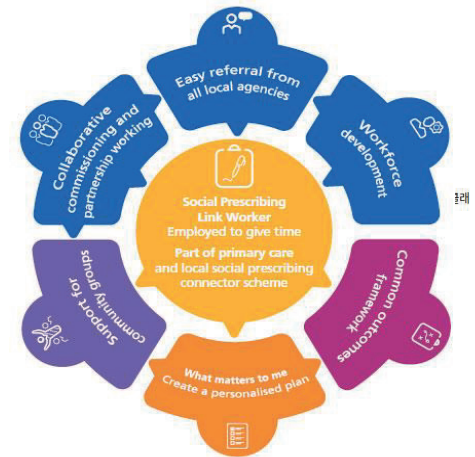 Easy referral from
all local agencies
Workforce
development
Common outcomes
framework
What matters to me
Create a personalised plan
Support for
community groups
Collaborative
commissioning and
partnership working
Social Prescribing
Link Worker
Employed to give time
Part of primary care
and local social prescribing
connector scheme